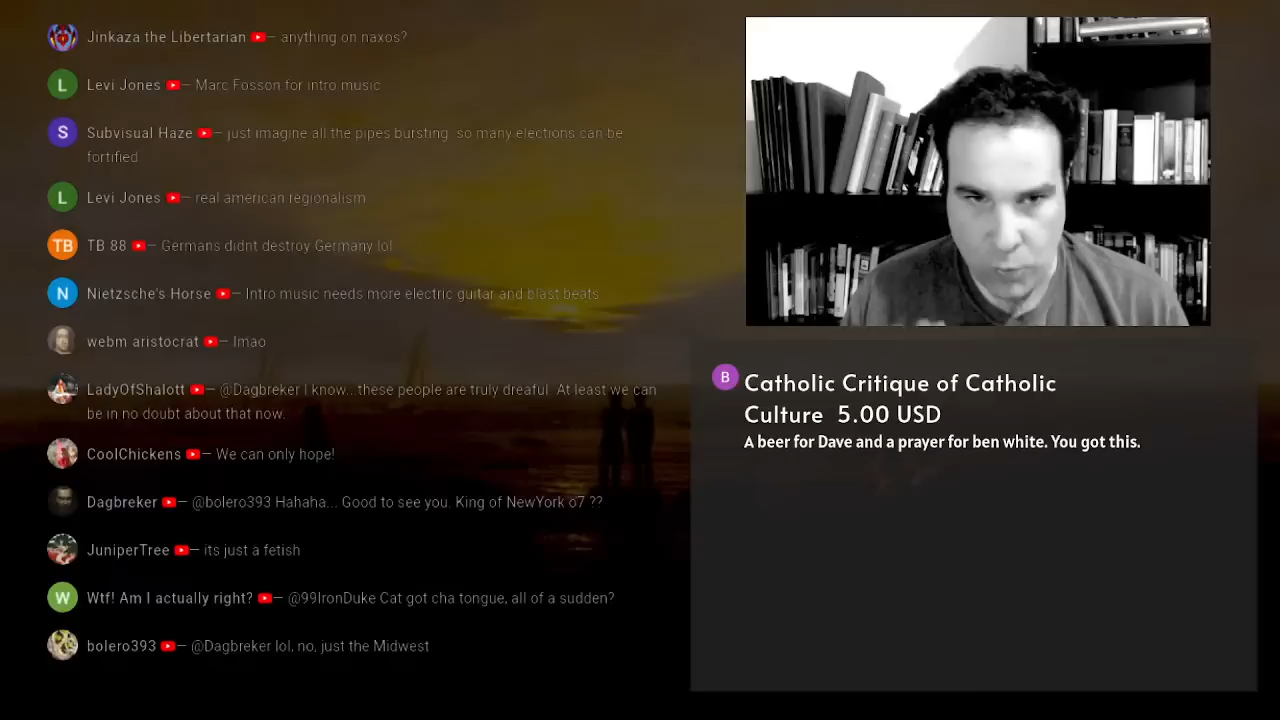 Jinkaza the Libertarian — anything on naxos?
L Levi Jones — Marc Fosson for intro music
S Subvisual Haze — just imagine all the pipes bursting. so many elections can be
fortified
L Levi Jones — real american regionalism
TB TB 88 — Germans didnt destroy Germany lol
N Nietzsche's Horse — Intro music needs more electric guitar and blast beats
webm aristocrat — lmao
LadyOfShalott — @Dagbreker I know...these people are truly dreaful. At least we can
be in no doubt about that now.
CoolChickens — We can only hope!
Dagbreker — @bolero393 Hahaha... Good to see you. King of NewYork o7 ??
JuniperTree — its just a fetish
W Wtf! Am I actually right? — @99IronDuke Cat got cha tongue, all of a sudden?
bolero393 — @Dagbreker lol, no, just the Midwest
B Catholic Critique of Catholic
Culture 5.00 USD
A beer for Dave and a prayer for ben white. You got this.